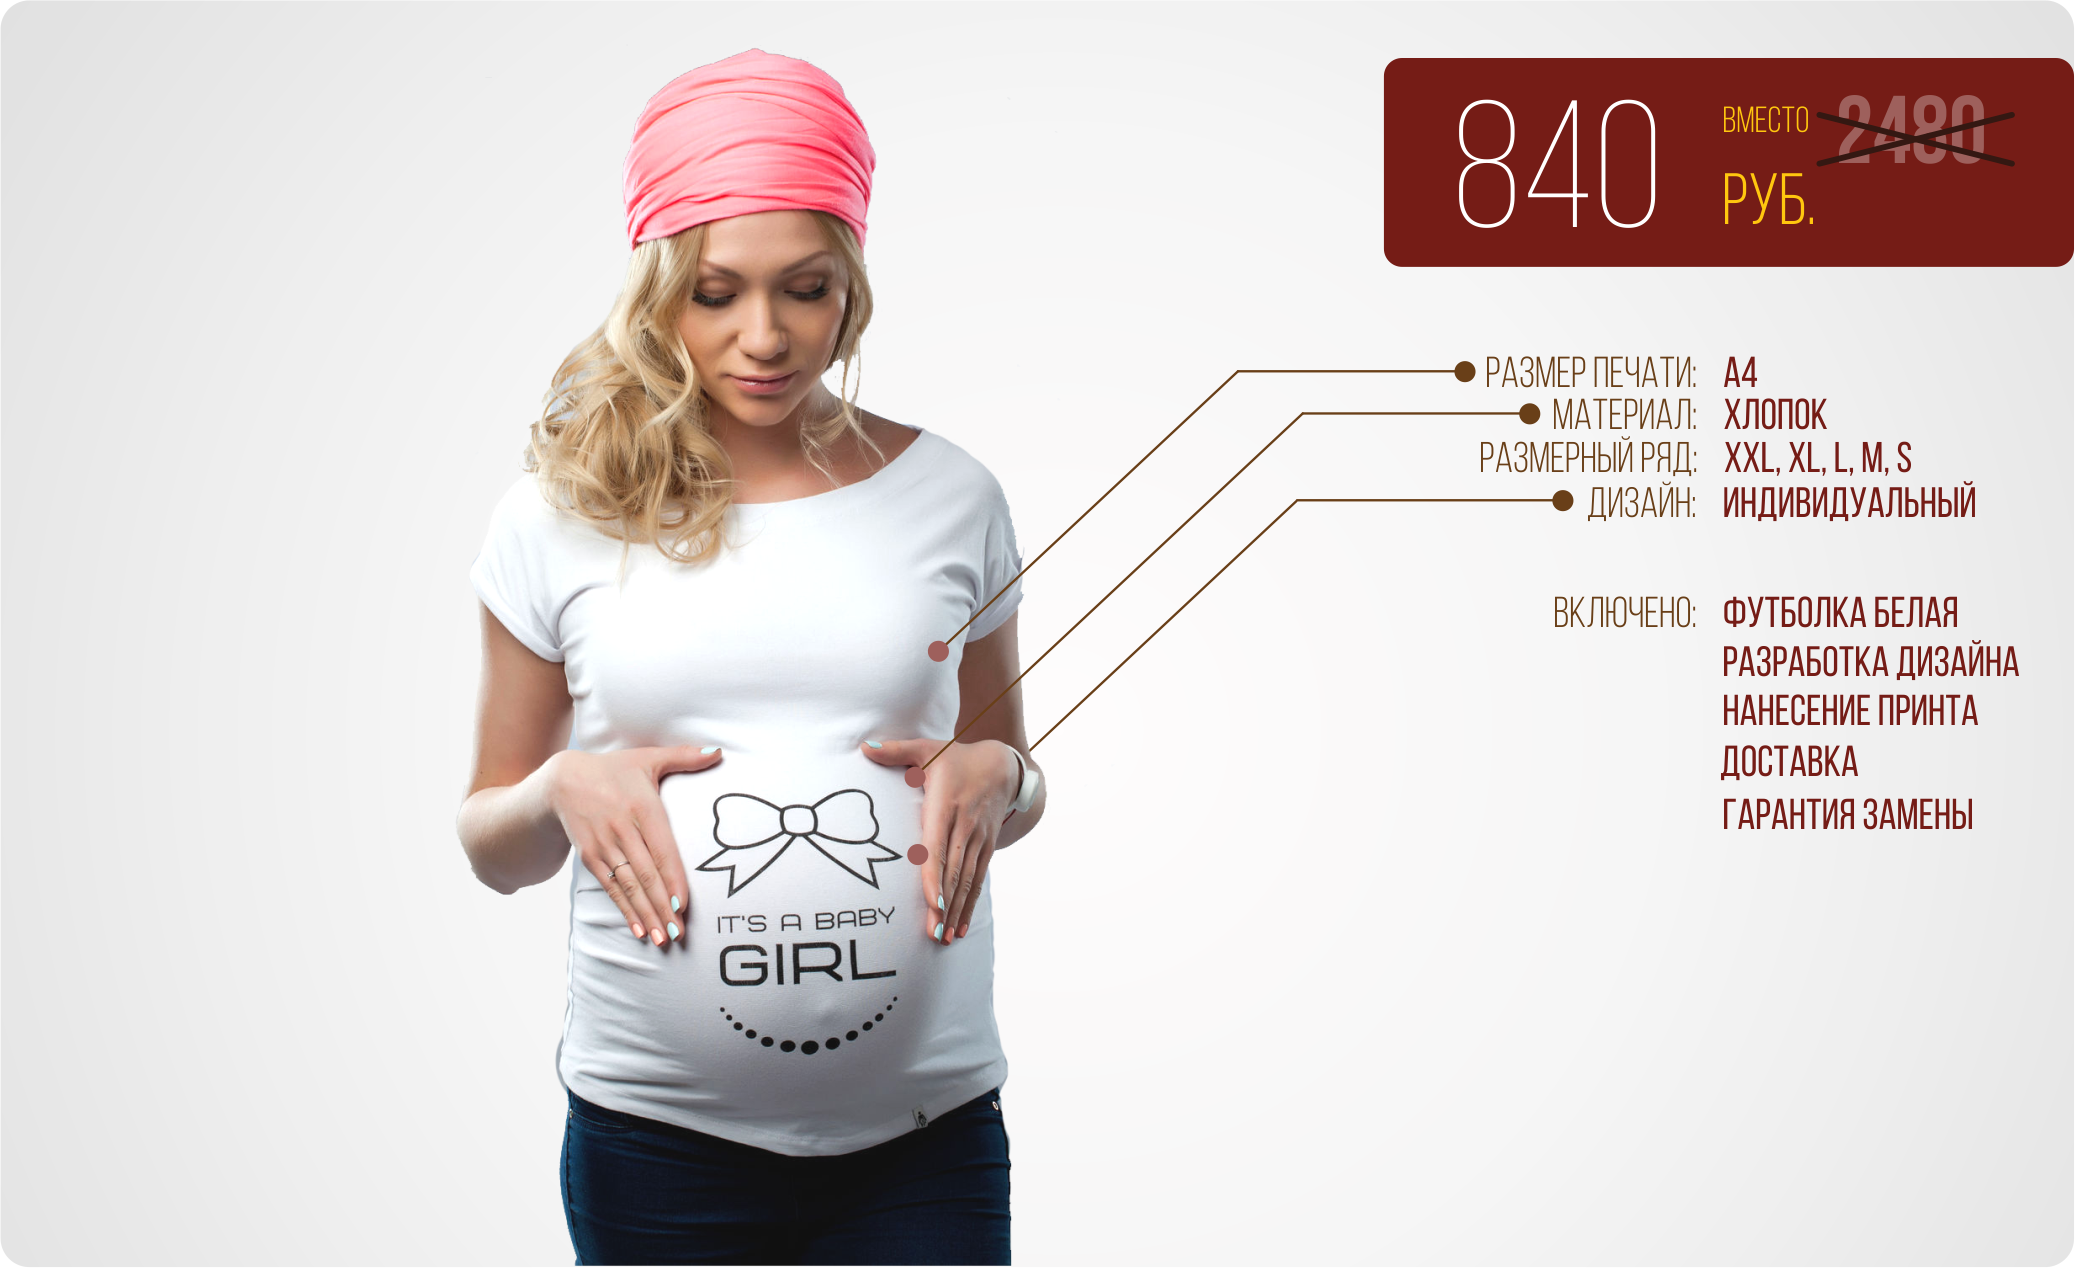 840
ВМЕСТО 2480
РУБ.
РАЗМЕР ПЕЧАТИ: А4
МАТЕРИАЛ: ХЛОПОК
РАЗМЕРНЫЙ РЯД: XXL, XL, L, M, S
ДИЗАЙН: ИНДИВИДУАЛЬНЫЙ
ВКЛЮЧЕНО: ФУТБОЛКА БЕЛАЯ
РАЗРАБОТКА ДИЗАЙНА
НАНЕСЕНИЕ ПРИНТА
ДОСТАВКА
ГАРАНТИЯ ЗАМЕНЫ
IT'S A BABY
GIRL